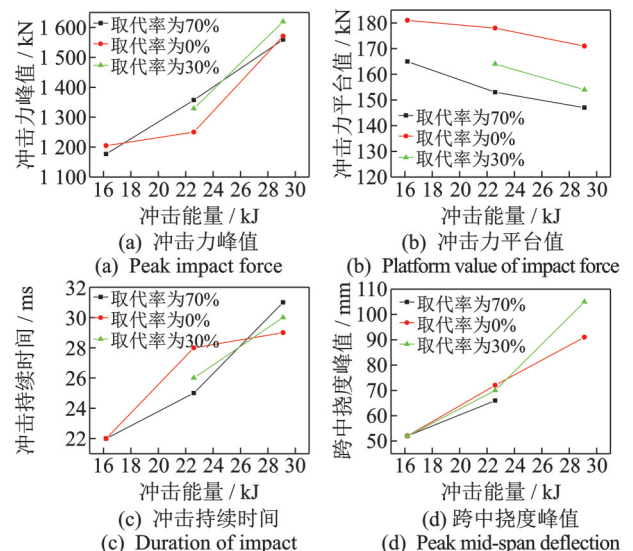 冲击力峰值 / kN
1 600
1 500
1 400
1 300
1 200
1 100
取代率为70%
取代率为0%
取代率为30%
16 18 20 22 24 26 28 30
冲击能量 / kJ
(a) 冲击力峰值
(a) Peak impact force
冲击力平台值 / kN
180
170
160
150
140
130
120
取代率为70%
取代率为0%
取代率为30%
16 18 20 22 24 26 28 30
冲击能量 / kJ
(b) 冲击力平台值
(b) Platform value of impact force
冲击持续时间 / ms
32
30
28
26
24
22
取代率为70%
取代率为0%
取代率为30%
16 18 20 22 24 26 28 30
冲击能量 / kJ
(c) 冲击持续时间
(c) Duration of impact
跨中挠度峰值 / mm
100
90
80
70
60
50
取代率为70%
取代率为0%
取代率为30%
16 18 20 22 24 26 28 30
冲击能量 / kJ
(d) 跨中挠度峰值
(d) Peak mid-span deflection